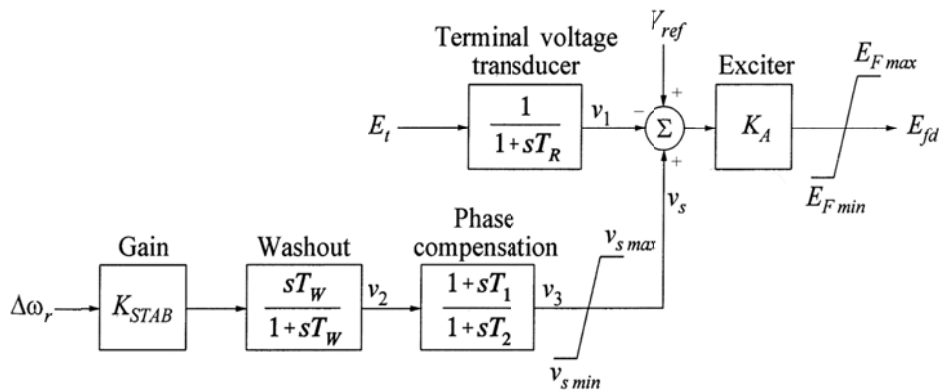 V_ref
Terminal voltage
transducer
Exciter
E_F max
E_t
1
1+sT_R
v_1
−
+
Σ
+
K_A
E_fd
E_F min
v_s
Gain
Washout
Phase
compensation
v_s max
Δω_r
K_STAB
sT_W
1+sT_W
v_2
1+sT_1
1+sT_2
v_3
v_s min